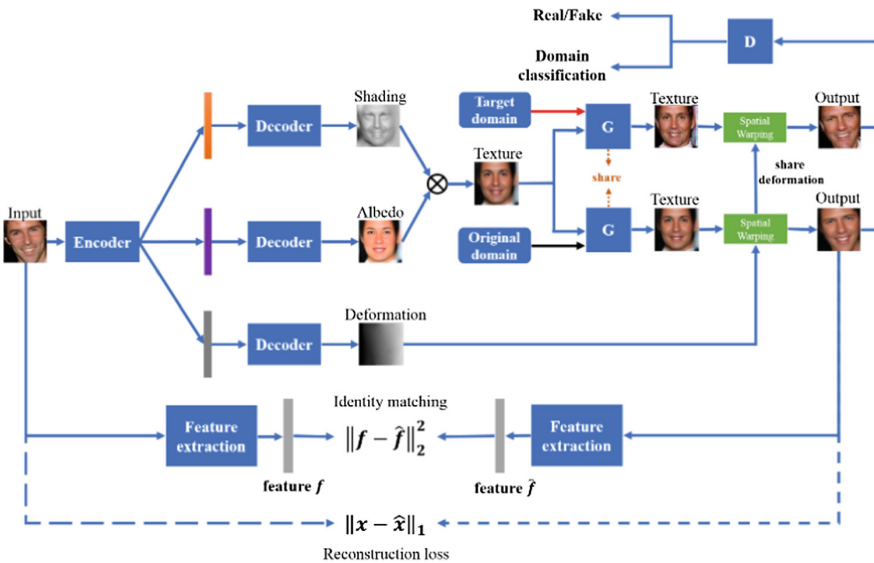 Real/Fake
D
Domain
classification
Shading
Target
domain
Texture
Output
Decoder
G
Spatial
Warping
Texture
share
share
deformation
Input
Encoder
Albedo
Decoder
Texture
Output
G
Spatial
Warping
Original
domain
Deformation
Decoder
Identity matching
Feature
extraction
‖f − f̂‖₂²
Feature
extraction
feature f
feature f̂
‖x − x̂‖₁
Reconstruction loss